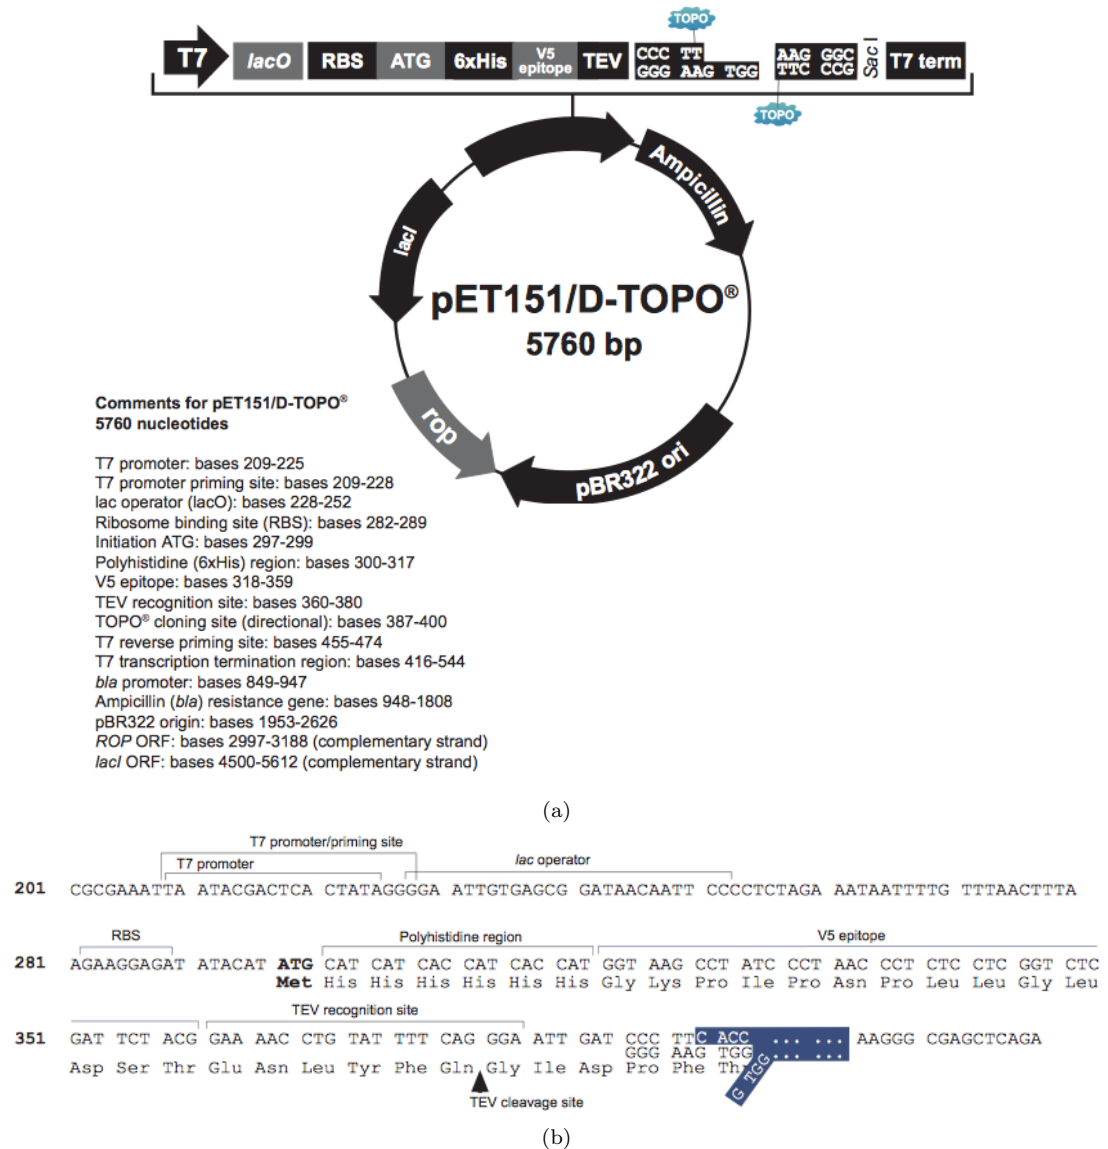 TOPO
T7 lacO RBS ATG 6xHis V5 epitope TEV CCC TT AAG GGC Sac I T7 term
GGG AAG TGG TTC CCG
TOPO
Ampicillin
lacI
pET151/D-TOPO®
5760 bp
rop
pBR322 ori
Comments for pET151/D-TOPO®
5760 nucleotides
T7 promoter: bases 209-225
T7 promoter priming site: bases 209-228
lac operator (lacO): bases 228-252
Ribosome binding site (RBS): bases 282-289
Initiation ATG: bases 297-299
Polyhistidine (6xHis) region: bases 300-317
V5 epitope: bases 318-359
TEV recognition site: bases 360-380
TOPO® cloning site (directional): bases 387-400
T7 reverse priming site: bases 455-474
T7 transcription termination region: bases 416-544
bla promoter: bases 849-947
Ampicillin (bla) resistance gene: bases 948-1808
pBR322 origin: bases 1953-2626
ROP ORF: bases 2997-3188 (complementary strand)
lacI ORF: bases 4500-5612 (complementary strand)
(a)
T7 promoter/priming site
T7 promoter lac operator
201 CGCGAAATTA ATACGACTCA CTATAGGGGA ATTGTGAGCG GATAACAATT CCCCTCTAGA AATAATTTTG TTTAACTTTA
RBS Polyhistidine region V5 epitope
281 AGAAGGAGAT ATACAT ATG CAT CAT CAC CAT CAC CAT GGT AAG CCT ATC CCT AAC CCT CTC CTC GGT CTC
Met His His His His His His Gly Lys Pro Ile Pro Asn Pro Leu Leu Gly Leu
TEV recognition site
351 GAT TCT ACG GAA AAC CTG TAT TTT CAG GGA ATT GAT CCC TTC ACC ... ... AAGGG CGAGCTCAGA
GGG AAG TGG ... ...
Asp Ser Thr Glu Asn Leu Tyr Phe Gln Gly Ile Asp Pro Phe Thr
G TGG
TEV cleavage site
(b)